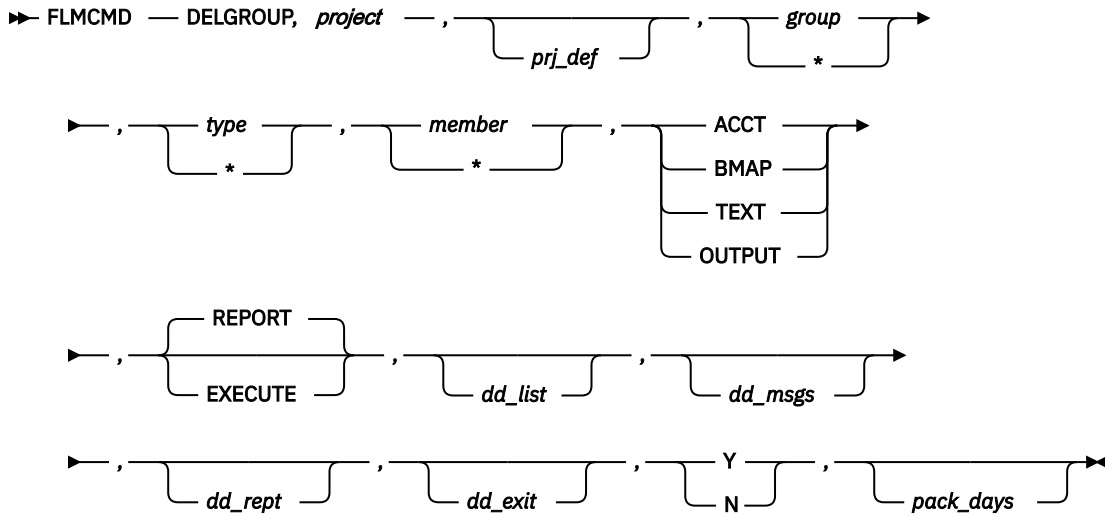 FLMCMD DELGROUP, project , , group
prj_def *
, type , member , ACCT
* * BMAP
TEXT
OUTPUT
REPORT
, , ,
EXECUTE dd_list dd_msgs
, , , Y ,
dd_rept dd_exit N pack_days